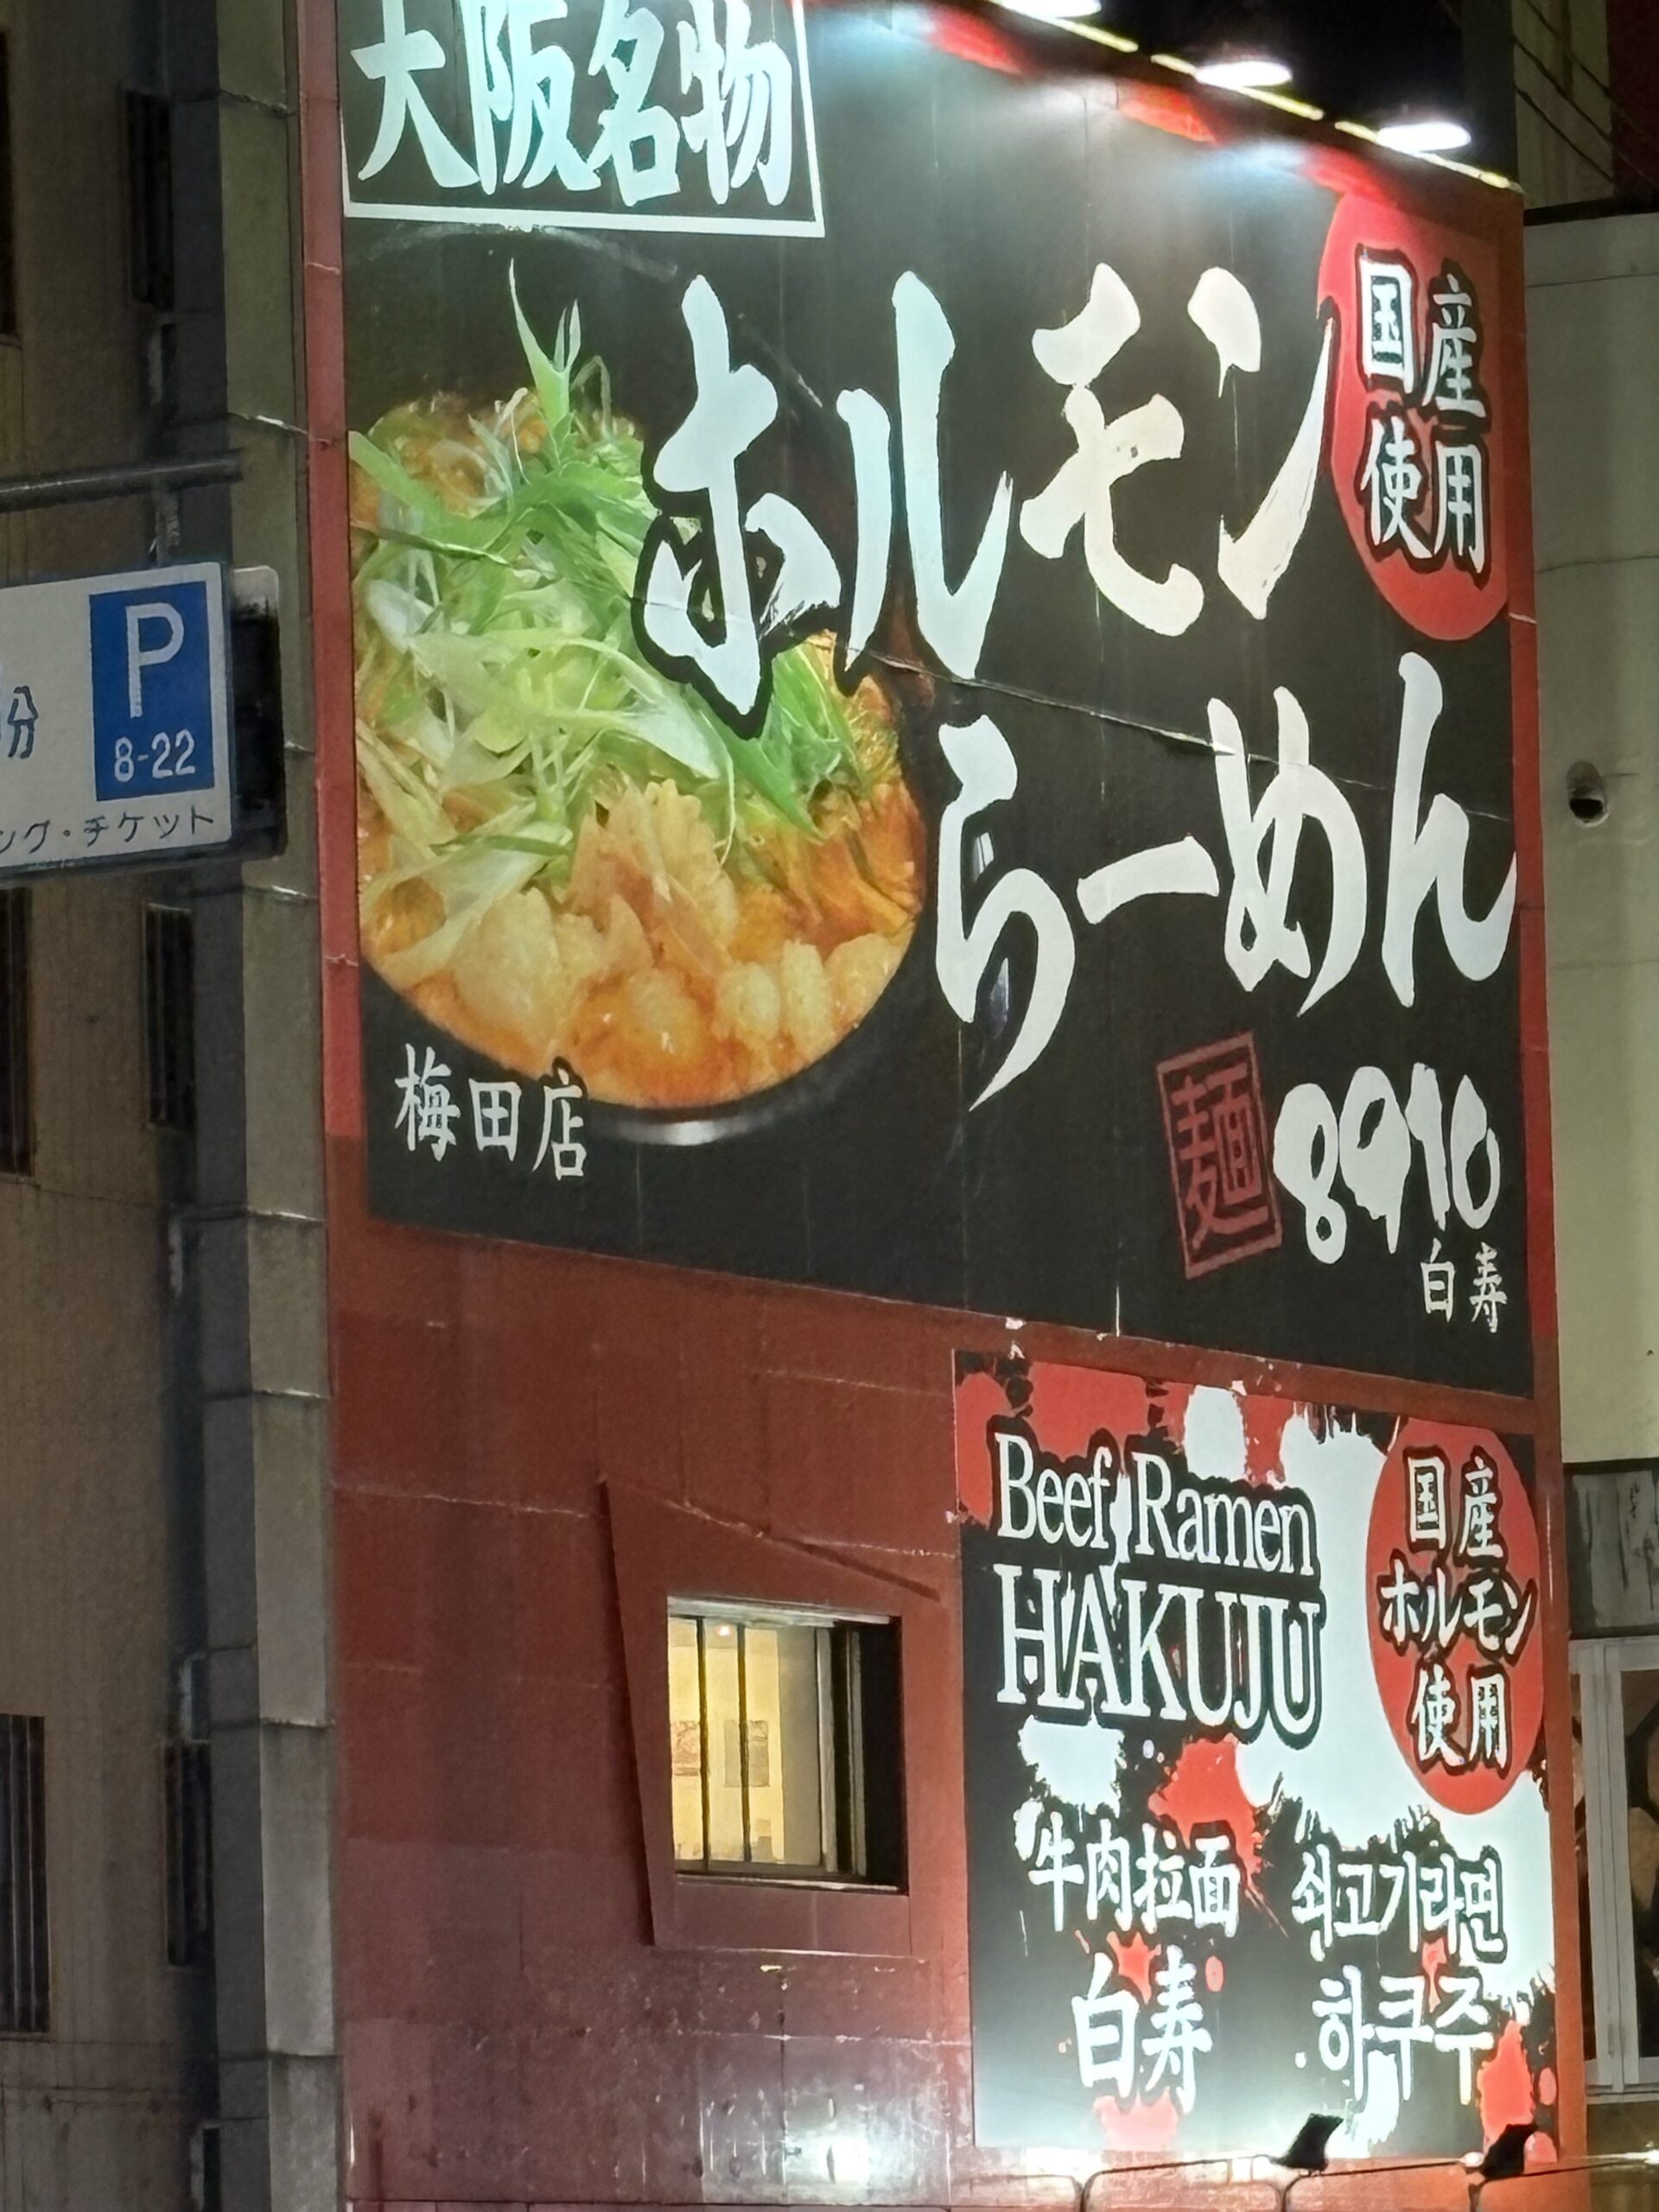 大阪名物
国産
使用
ホルモン
らーめん
梅田店
麺
8910
白寿
分
P
8-22
ング・チケット
Beef Ramen
HAKUJU
国産
ホルモン
使用
牛肉拉面
白寿
쇠고기라면
하쿠주